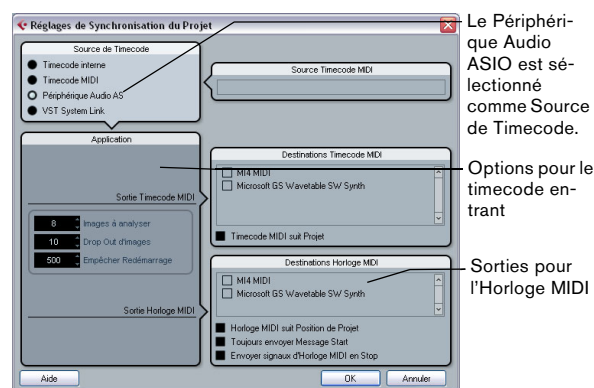 Réglages de Synchronisation du Projet
Source de Timecode
Timecode interne
Timecode MIDI
Périphérique Audio AS
VST System Link
Source Timecode MIDI
Application
Sortie Timecode MIDI
8 Images à analyser
10 Drop Out d'images
500 Empêcher Redémarrage
Sortie Horloge MIDI
Destinations Timecode MIDI
MI4 MIDI
Microsoft GS Wavetable SW Synth
Timecode MIDI suit Projet
Destinations Horloge MIDI
MI4 MIDI
Microsoft GS Wavetable SW Synth
Horloge MIDI suit Position de Projet
Toujours envoyer Message Start
Envoyer signaux d'Horloge MIDI en Stop
Aide
OK
Annuler
Le Périphéri-
que Audio
ASIO est sé-
lectionné
comme Source
de Timecode.
Options pour le
timecode en-
trant
Sorties pour
l'Horloge MIDI